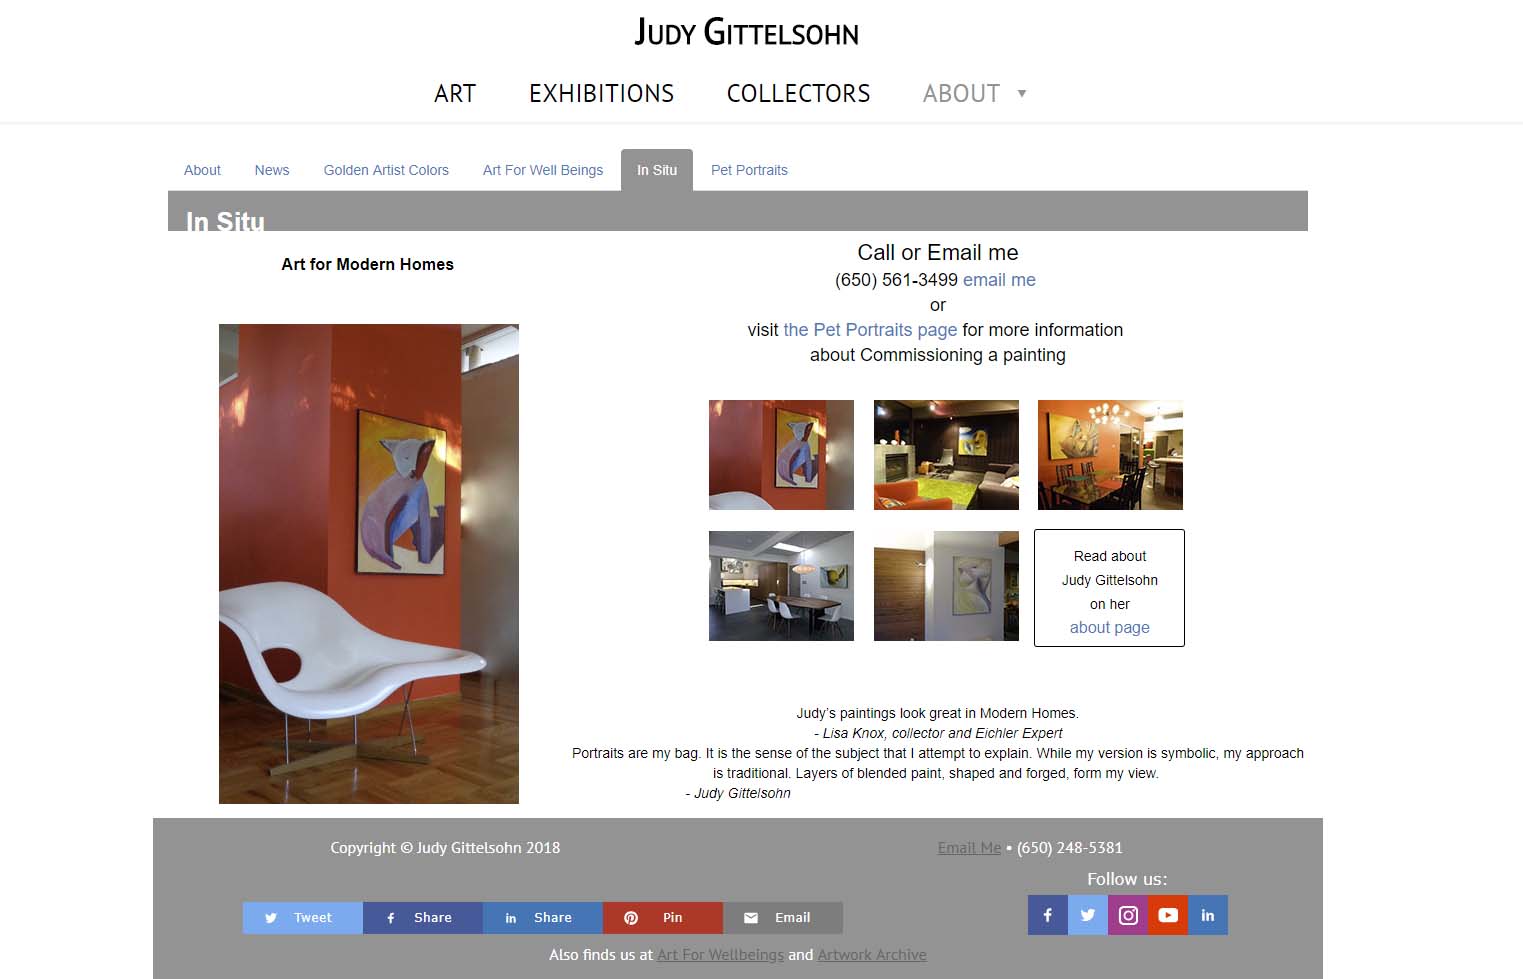 JUDY GITTELSOHN
ART EXHIBITIONS COLLECTORS ABOUT ▼
About News Golden Artist Colors Art For Well Beings In Situ Pet Portraits
In Situ
Art for Modern Homes
Call or Email me
(650) 561-3499 email me
or
visit the Pet Portraits page for more information
about Commissioning a painting
Read about
Judy Gittelsohn
on her
about page
Judy’s paintings look great in Modern Homes.
- Lisa Knox, collector and Eichler Expert
Portraits are my bag. It is the sense of the subject that I attempt to explain. While my version is symbolic, my approach
is traditional. Layers of blended paint, shaped and forged, form my view.
- Judy Gittelsohn
Copyright © Judy Gittelsohn 2018
Email Me • (650) 248-5381
Follow us:
Tweet Share Share Pin Email
Also finds us at Art For Wellbeings and Artwork Archive